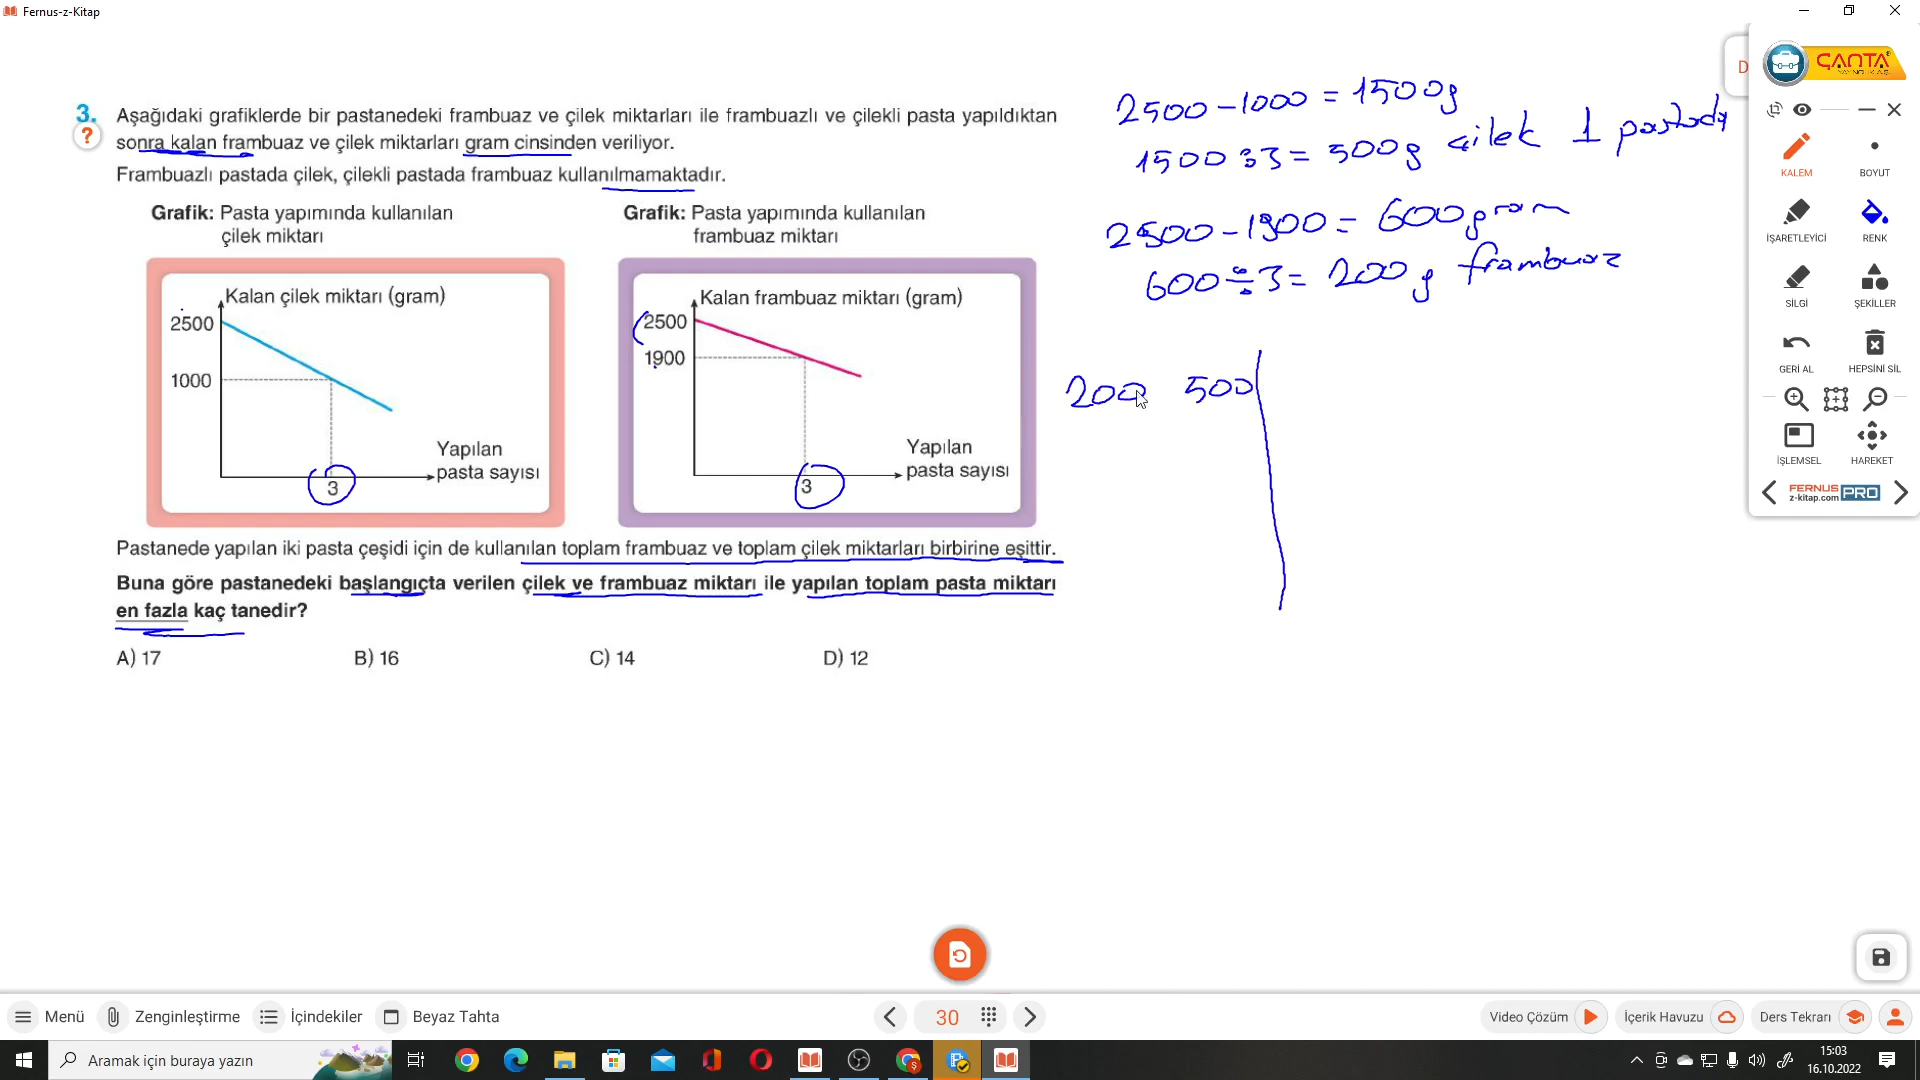 Fernus-z-Kitap
ÇANTA
YAYINCILIK A.Ş.
D
KALEM
BOYUT
İŞARETLEYİCİ
RENK
SİLGİ
ŞEKİLLER
GERİ AL
HEPSİNİ SİL
İŞLEMSEL
HAREKET
FERNUS
z-kitap.com PRO
3.
?
Aşağıdaki grafiklerde bir pastanedeki frambuaz ve çilek miktarları ile frambuazlı ve çilekli pasta yapıldıktan
sonra kalan frambuaz ve çilek miktarları gram cinsinden veriliyor.
Frambuazlı pastada çilek, çilekli pastada frambuaz kullanılmamaktadır.
Grafik: Pasta yapımında kullanılan
çilek miktarı
Kalan çilek miktarı (gram)
2500
1000
3
Yapılan
pasta sayısı
Grafik: Pasta yapımında kullanılan
frambuaz miktarı
Kalan frambuaz miktarı (gram)
2500
1900
3
Yapılan
pasta sayısı
Pastanede yapılan iki pasta çeşidi için de kullanılan toplam frambuaz ve toplam çilek miktarları birbirine eşittir.
Buna göre pastanedeki başlangıçta verilen çilek ve frambuaz miktarı ile yapılan toplam pasta miktarı
en fazla kaç tanedir?
A) 17 B) 16 C) 14 D) 12
2500-1000 = 1500g
1500÷3 = 500g çilek 1 pastada
2500-1900 = 600gram
600÷3= 200g frambuaz
200 500
Menü
Zenginleştirme
İçindekiler
Beyaz Tahta
30
Video Çözüm
İçerik Havuzu
Ders Tekrarı
Aramak için buraya yazın
15:03
16.10.2022